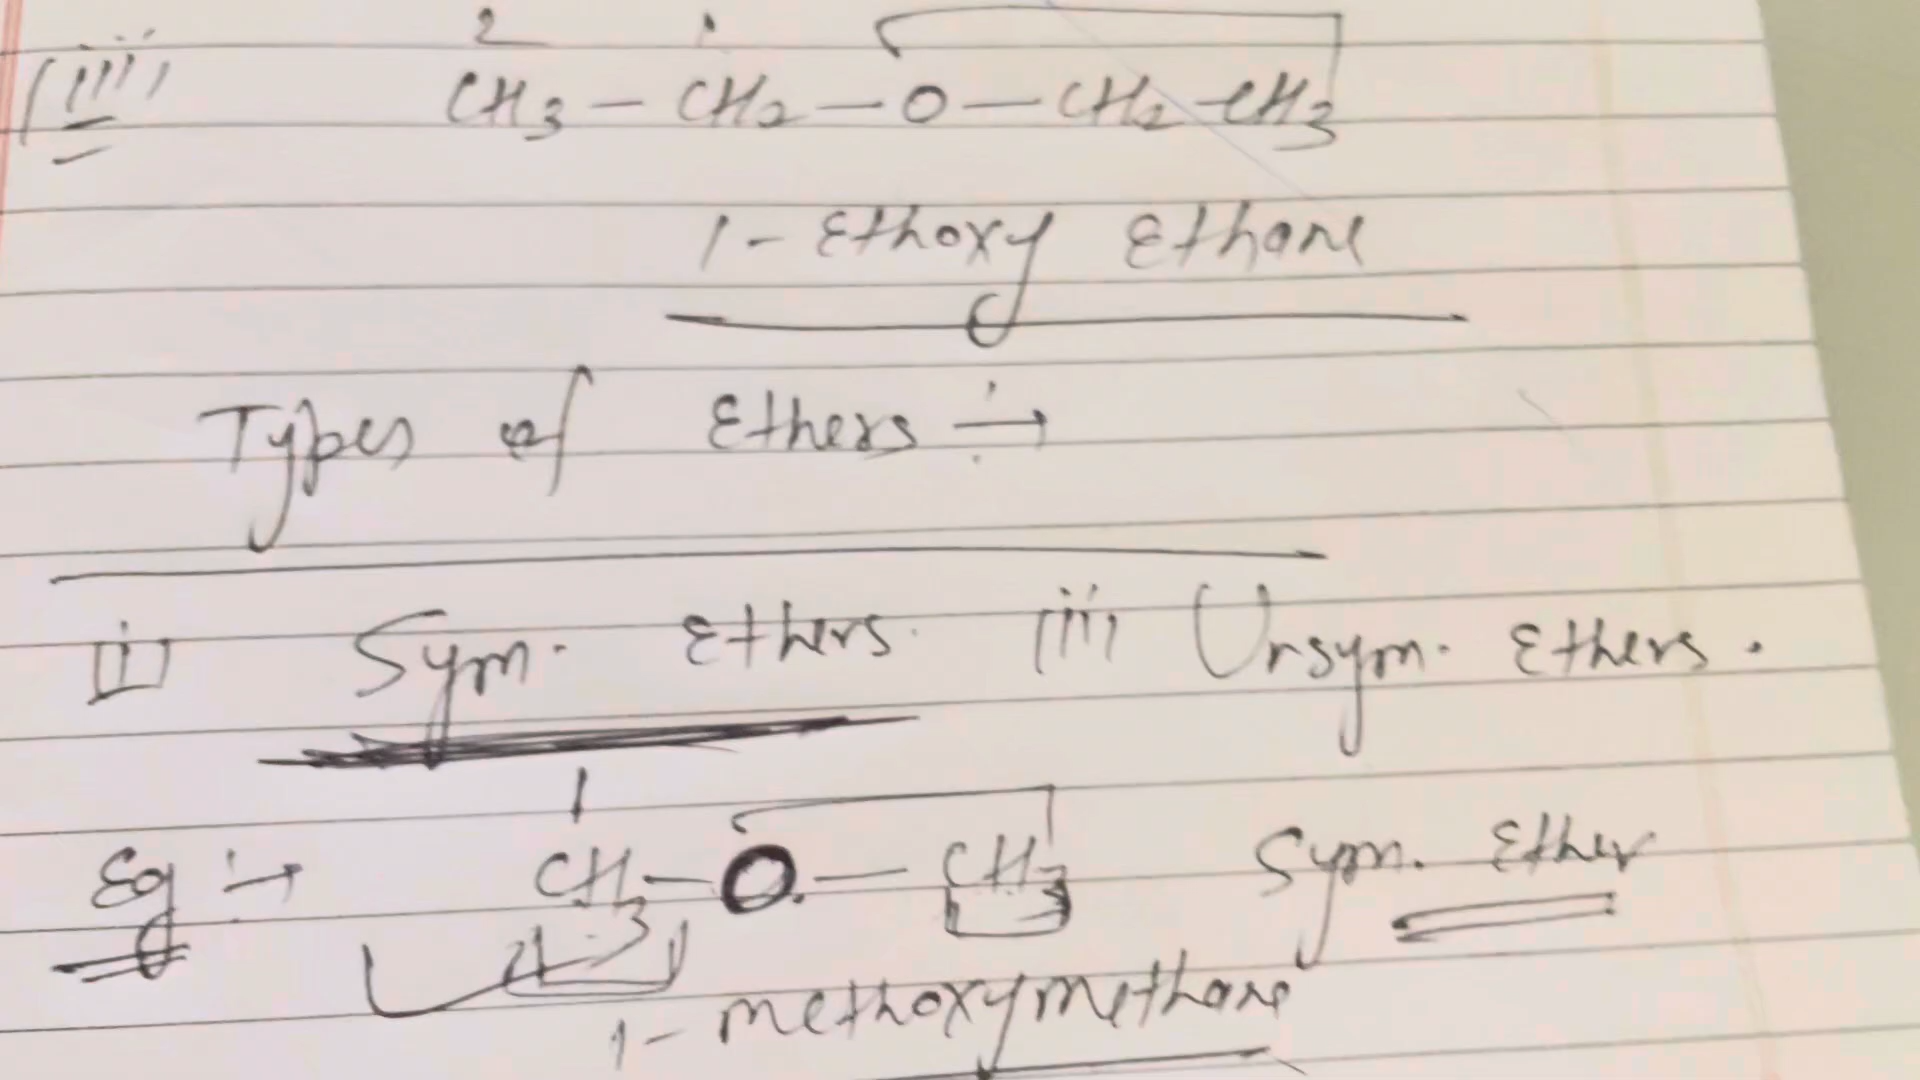 2 1
(iii) CH3 - CH2 - O - CH2 - CH3
1 - Ethoxy Ethane
Types of Ethers :→
(i) Sym. Ethers. (ii) Unsym. Ethers.
1
Eg :→ CH3 - O - CH3 Sym. Ether
1 - methoxymethane